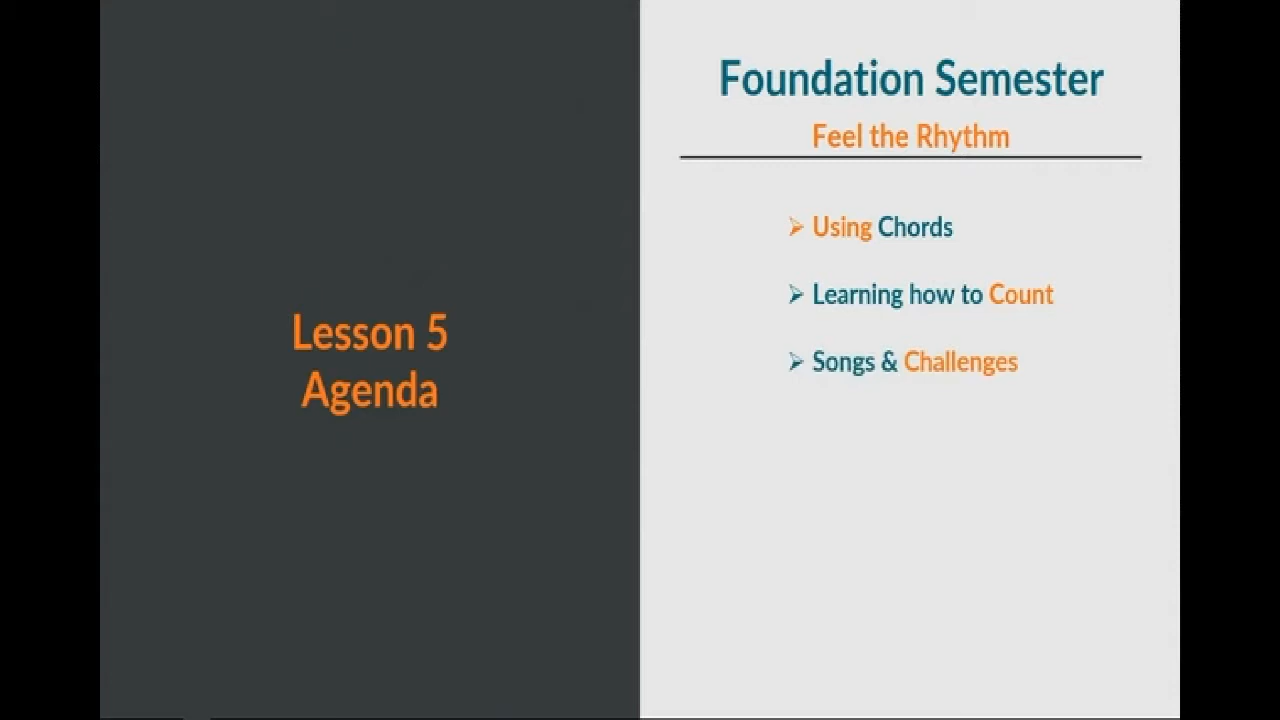 Lesson 5
Agenda
Foundation Semester
Feel the Rhythm
Using Chords
Learning how to Count
Songs & Challenges